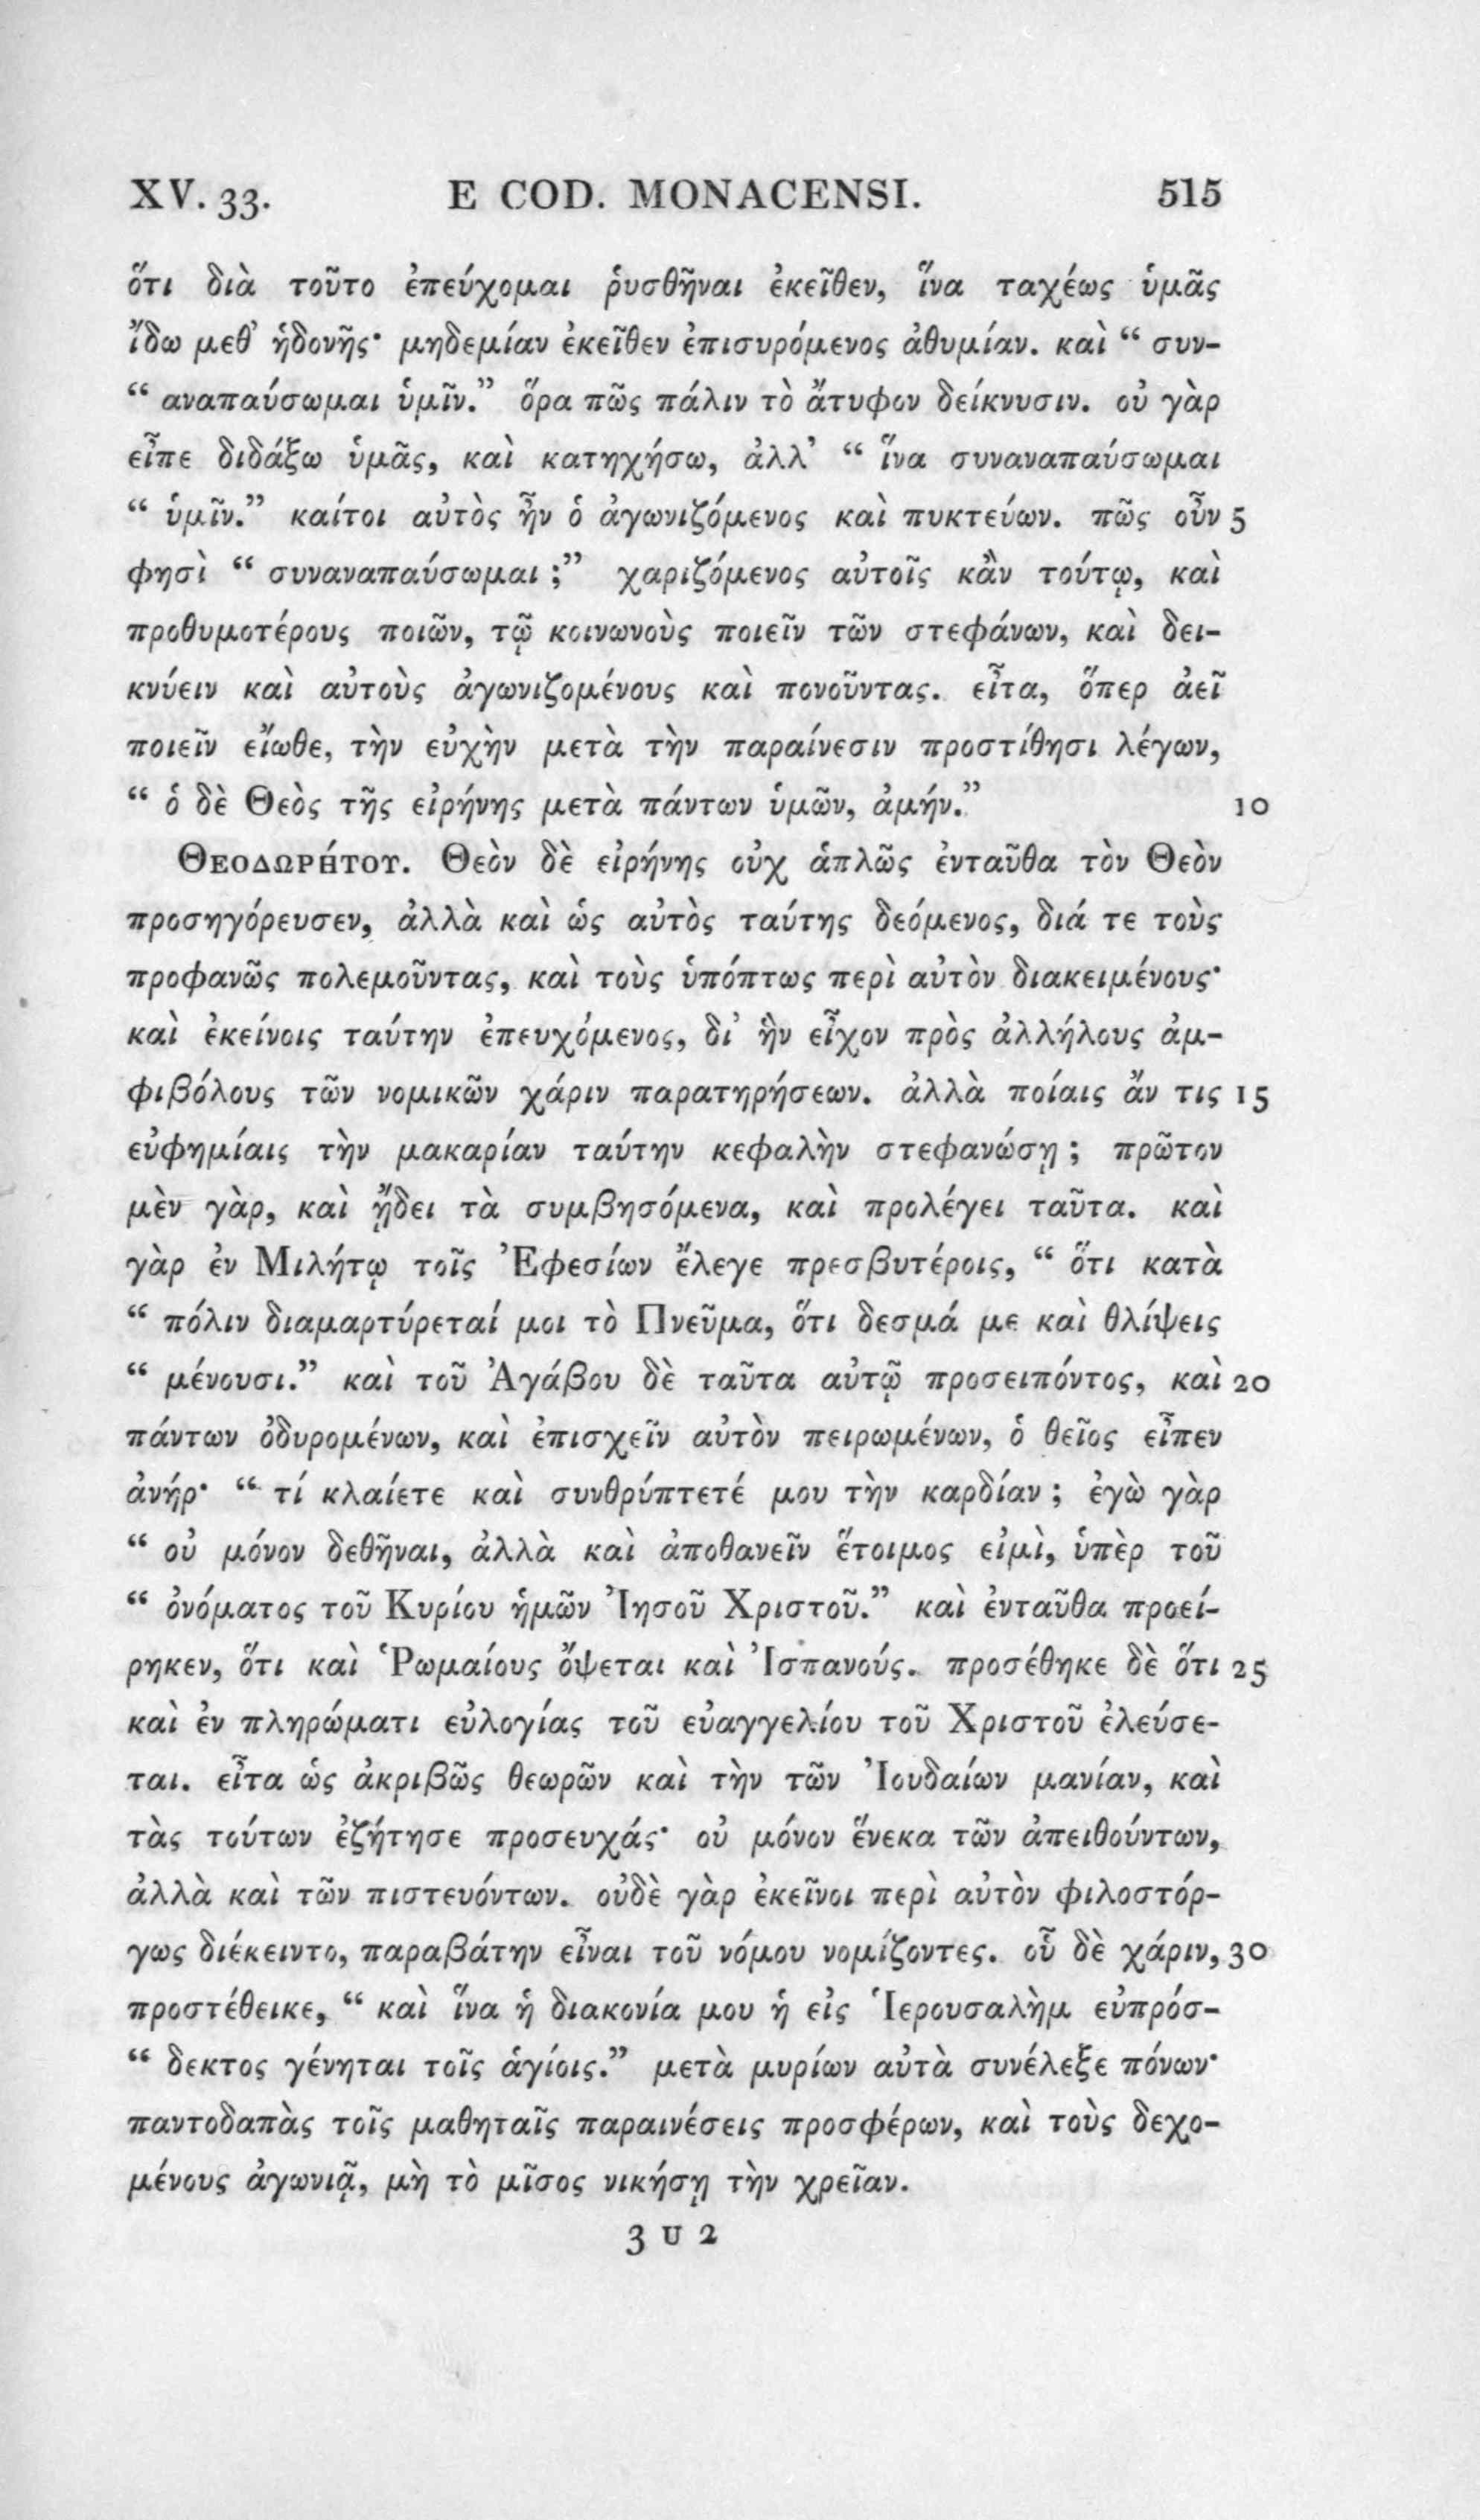 XV. 33. E COD. MONACENSI. 515
ὅτι διὰ τοῦτο ἐπεύχομαι ῥυσθῆναι ἐκεῖθεν, ἵνα ταχέως ὑμᾶς
ἴδω μεθ' ἡδονῆς· μηδεμίαν ἐκεῖθεν ἐπισυρόμενος ἀθυμίαν. καὶ “ συν-
“ αναπαύσωμαι ὑμῖν.” ὅρα πῶς πάλιν τὸ ἄτυφον δείκνυσιν. οὐ γὰρ
εἶπε διδάξω ὑμᾶς, καὶ κατηχήσω, ἀλλ' “ ἵνα συναναπαύσωμαι
“ ὑμῖν.” καίτοι αὐτὸς ἦν ὁ ἀγωνιζόμενος καὶ πυκτεύων. πῶς οὖν 5
φησὶ “ συναναπαύσωμαι ;” χαριζόμενος αὐτοῖς κἂν τούτῳ, καὶ
προθυμοτέρους ποιῶν, τῷ κοινωνοὺς ποιεῖν τῶν στεφάνων, καὶ δει-
κνύειν καὶ αὐτοὺς ἀγωνιζομένους καὶ πονοῦντας. εἶτα, ὅπερ ἀεῖ
ποιεῖν εἴωθε, τὴν εὐχὴν μετὰ τὴν παραίνεσιν προστίθησι λέγων,
“ ὁ δὲ Θεὸς τῆς εἰρήνης μετὰ πάντων ὑμῶν, ἀμήν.” 10
ΘΕΟΔΩΡΉΤΟΥ. Θεὸν δὲ εἰρήνης οὐχ ἁπλῶς ἐνταῦθα τὸν Θεὸν
προσηγόρευσεν, ἀλλὰ καὶ ὡς αὐτὸς ταύτης δεόμενος, διά τε τοὺς
προφανῶς πολεμοῦντας, καὶ τοὺς ὑπόπτως περὶ αὐτὸν διακειμένους·
καὶ ἐκείνοις ταύτην ἐπευχόμενος, δι' ἣν εἶχον πρὸς ἀλλήλους ἀμ-
φιβόλους τῶν νομικῶν χάριν παρατηρήσεων. ἀλλὰ ποίαις ἄν τις 15
εὐφημίαις τὴν μακαρίαν ταύτην κεφαλὴν στεφανώσῃ ; πρῶτον
μὲν γὰρ, καὶ ᾔδει τὰ συμβησόμενα, καὶ προλέγει ταῦτα. καὶ
γὰρ ἐν Μιλήτῳ τοῖς Ἐφεσίων ἔλεγε πρεσβυτέροις, “ ὅτι κατὰ
“ πόλιν διαμαρτύρεταί μοι τὸ Πνεῦμα, ὅτι δεσμά με καὶ θλίψεις
“ μένουσι.” καὶ τοῦ Ἀγάβου δὲ ταῦτα αὐτῷ προσειπόντος, καὶ 20
πάντων ὀδυρομένων, καὶ ἐπισχεῖν αὐτὸν πειρωμένων, ὁ θεῖος εἶπεν
ἀνήρ· “ τί κλαίετε καὶ συνθρύπτετέ μου τὴν καρδίαν ; ἐγὼ γὰρ
“ οὐ μόνον δεθῆναι, ἀλλὰ καὶ ἀποθανεῖν ἕτοιμος εἰμὶ, ὑπὲρ τοῦ
“ ὀνόματος τοῦ Κυρίου ἡμῶν Ἰησοῦ Χριστοῦ.” καὶ ἐνταῦθα προεί-
ρηκεν, ὅτι καὶ Ῥωμαίους ὄψεται καὶ Ἰσπανούς. προσέθηκε δὲ ὅτι 25
καὶ ἐν πληρώματι εὐλογίας τοῦ εὐαγγελίου τοῦ Χριστοῦ ἐλεύσε-
ται. εἶτα ὡς ἀκριβῶς θεωρῶν καὶ τὴν τῶν Ἰουδαίων μανίαν, καὶ
τὰς τούτων ἐζήτησε προσευχάς· οὐ μόνον ἕνεκα τῶν ἀπειθούντων,
ἀλλὰ καὶ τῶν πιστευόντων. οὐδὲ γὰρ ἐκεῖνοι περὶ αὐτὸν φιλοστόρ-
γως διέκειντο, παραβάτην εἶναι τοῦ νόμου νομίζοντες. οὗ δὲ χάριν, 30
προστέθεικε, “ καὶ ἵνα ἡ διακονία μου ἡ εἰς Ἱερουσαλὴμ εὐπρόσ-
“ δεκτος γένηται τοῖς ἁγίοις.” μετὰ μυρίων αὐτὰ συνέλεξε πόνων·
παντοδαπὰς τοῖς μαθηταῖς παραινέσεις προσφέρων, καὶ τοὺς δεχο-
μένους ἀγωνιᾷ, μὴ τὸ μῖσος νικήσῃ τὴν χρεῖαν.
3 U 2